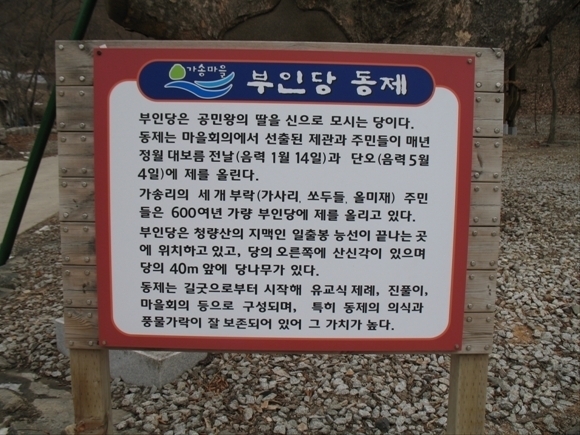 가송마을
부인당 동제
부인당은 공민왕의 딸을 신으로 모시는 당이다.
동제는 마을회의에서 선출된 제관과 주민들이 매년
정월 대보름 전날(음력 1월 14일)과 단오(음력 5월
4일)에 제를 올린다.
가송리의 세 개 부락(가사리, 쏘두들, 올미재) 주민
들은 600여년 가량 부인당에 제를 올리고 있다.
부인당은 청량산의 지맥인 일출봉 능선이 끝나는 곳
에 위치하고 있고, 당의 오른쪽에 산신각이 있으며
당의 40m 앞에 당나무가 있다.
동제는 길굿으로부터 시작해 유교식 제례, 진풀이,
마을회의 등으로 구성되며, 특히 동제의 의식과
풍물가락이 잘 보존되어 있어 그 가치가 높다.